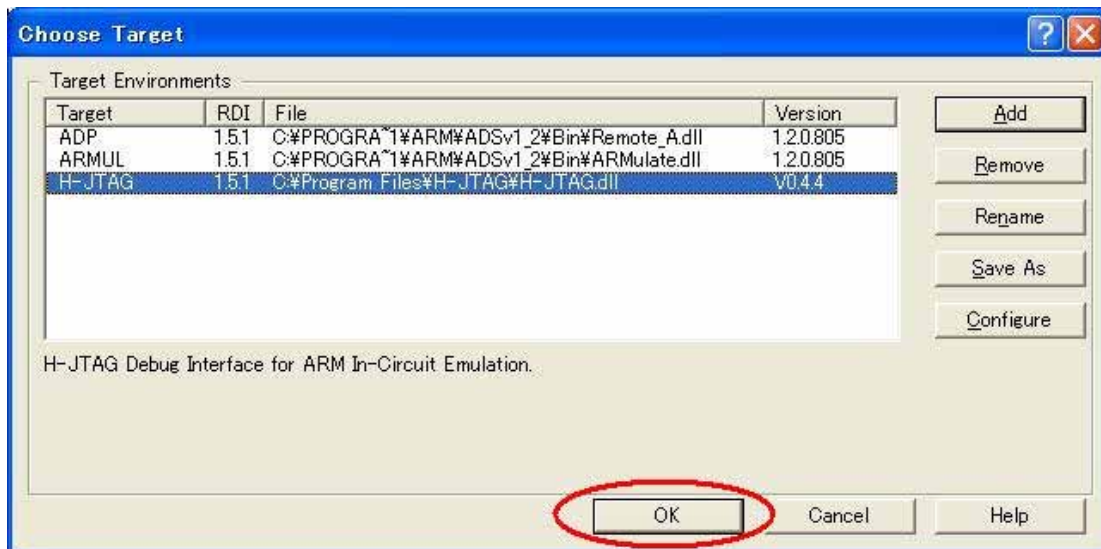 Choose Target
Target Environments
Target RDI File Version
ADP 1.5.1 C:¥PROGRA~1¥ARM¥ADSv1_2¥Bin¥Remote_A.dll 1.2.0.805
ARMUL 1.5.1 C:¥PROGRA~1¥ARM¥ADSv1_2¥Bin¥ARMulate.dll 1.2.0.805
H-JTAG 1.5.1 C:¥Program Files¥H-JTAG¥H-JTAG.dll V0.4.4
Add
Remove
Rename
Save As
Configure
H-JTAG Debug Interface for ARM In-Circuit Emulation.
OK Cancel Help